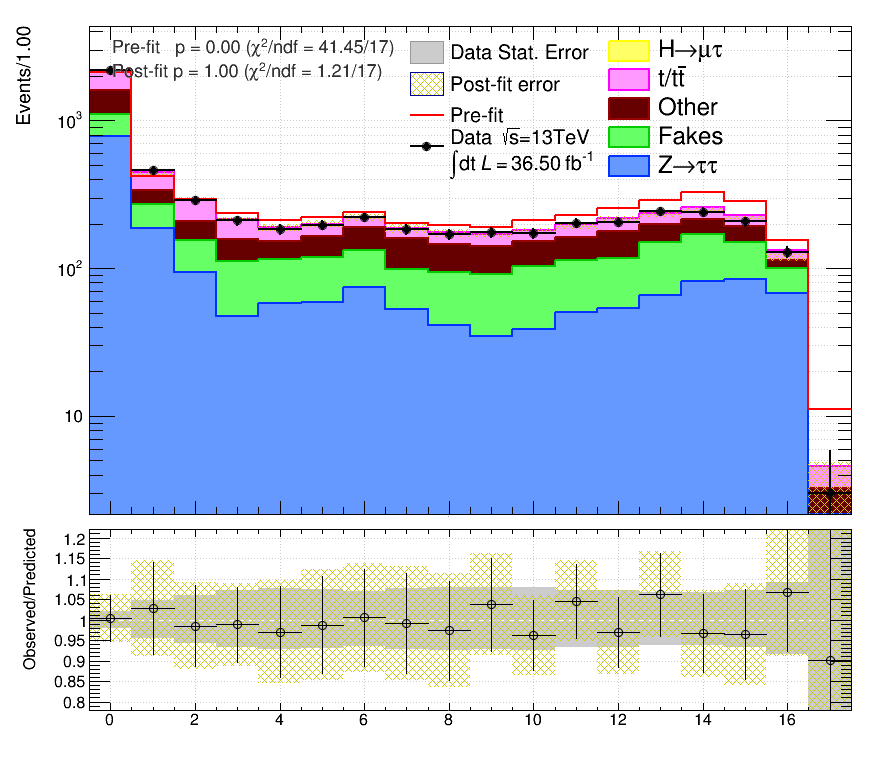 Events/1.00
Pre-fit p = 0.00 (χ²/ndf = 41.45/17)
Post-fit p = 1.00 (χ²/ndf = 1.21/17)
Data Stat. Error
Post-fit error
Pre-fit
Data √s=13TeV
∫dt L = 36.50 fb⁻¹
H→μτ
t/tt̄
Other
Fakes
Z→ττ
10³
10²
10
Observed/Predicted
1.2
1.15
1.1
1.05
1
0.95
0.9
0.85
0.8
0 2 4 6 8 10 12 14 16